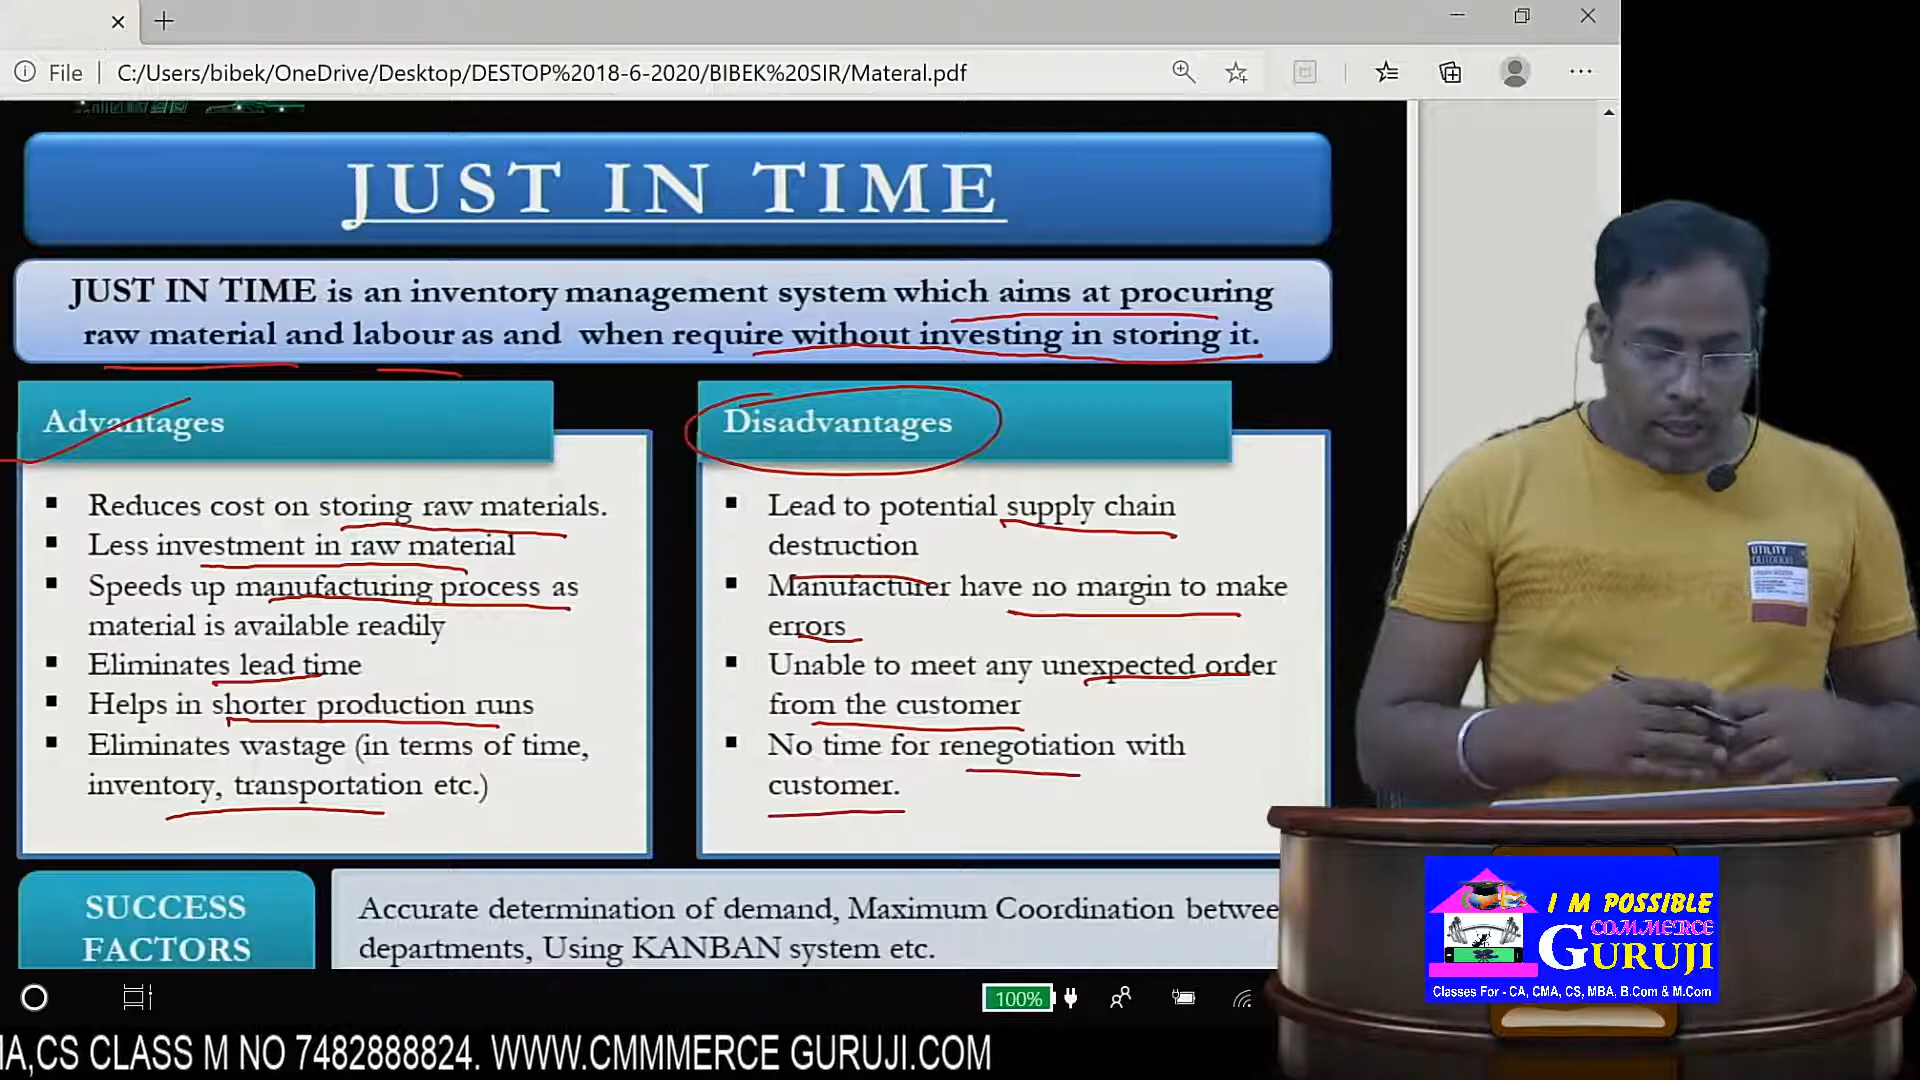 File
C:/Users/bibek/OneDrive/Desktop/DESTOP%2018-6-2020/BIBEK%20SIR/Materal.pdf
JUST IN TIME
JUST IN TIME is an inventory management system which aims at procuring
raw material and labour as and when require without investing in storing it.
Advantages
▪ Reduces cost on storing raw materials.
▪ Less investment in raw material
▪ Speeds up manufacturing process as
material is available readily
▪ Eliminates lead time
▪ Helps in shorter production runs
▪ Eliminates wastage (in terms of time,
inventory, transportation etc.)
Disadvantages
▪ Lead to potential supply chain
destruction
▪ Manufacturer have no margin to make
errors
▪ Unable to meet any unexpected order
from the customer
▪ No time for renegotiation with
customer.
SUCCESS
FACTORS
Accurate determination of demand, Maximum Coordination betwee
departments, Using KANBAN system etc.
UTILITY
I M POSSIBLE
COMMERCE
GURUJI
Classes For - CA, CMA, CS, MBA, B.Com & M.Com
100%
MA,CS CLASS M NO 7482888824. WWW.CMMMERCE GURUJI.COM